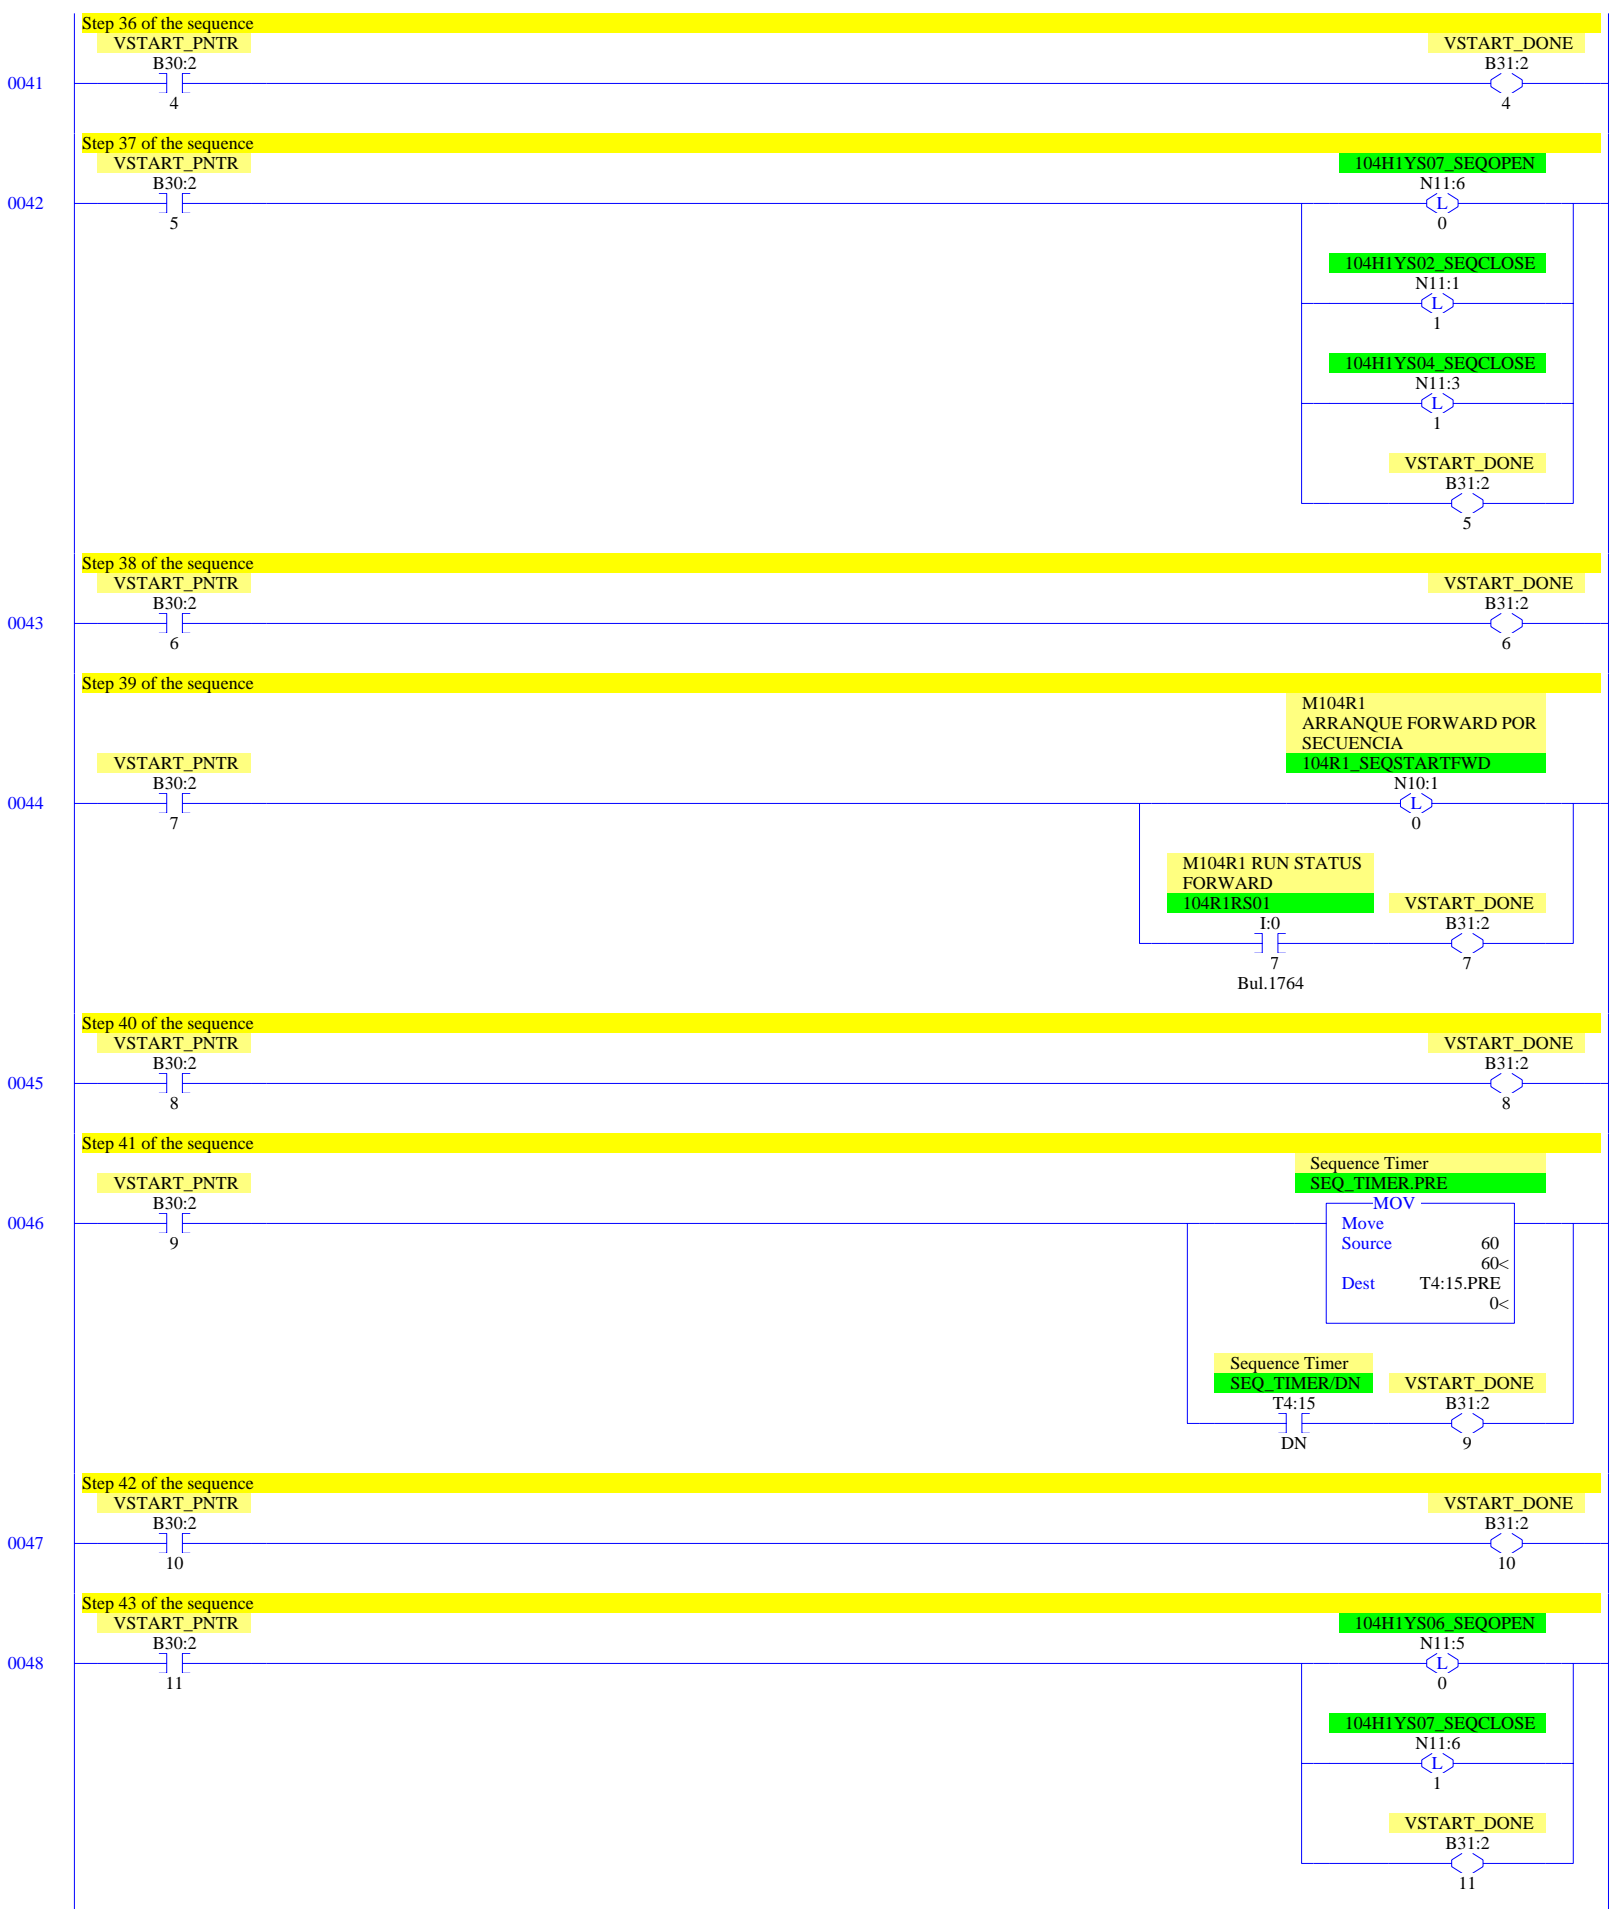 Step 36 of the sequence
VSTART_PNTR VSTART_DONE
B30:2 B31:2
0041
4 4
Step 37 of the sequence
VSTART_PNTR 104H1YS07_SEQOPEN
B30:2 N11:6
0042 L
5 0
104H1YS02_SEQCLOSE
N11:1
L
1
104H1YS04_SEQCLOSE
N11:3
L
1
VSTART_DONE
B31:2
5
Step 38 of the sequence
VSTART_PNTR VSTART_DONE
B30:2 B31:2
0043
6 6
Step 39 of the sequence
M104R1
ARRANQUE FORWARD POR
SECUENCIA
VSTART_PNTR 104R1_SEQSTARTFWD
B30:2 N10:1
0044 L
7 0
M104R1 RUN STATUS
FORWARD
104R1RS01 VSTART_DONE
I:0 B31:2
7 7
Bul.1764
Step 40 of the sequence
VSTART_PNTR VSTART_DONE
B30:2 B31:2
0045
8 8
Step 41 of the sequence
Sequence Timer
VSTART_PNTR SEQ_TIMER.PRE
B30:2 MOV
0046 Move
9 Source 60
60<
Dest T4:15.PRE
0<
Sequence Timer
SEQ_TIMER/DN VSTART_DONE
T4:15 B31:2
DN 9
Step 42 of the sequence
VSTART_PNTR VSTART_DONE
B30:2 B31:2
0047
10 10
Step 43 of the sequence
VSTART_PNTR 104H1YS06_SEQOPEN
B30:2 N11:5
0048 L
11 0
104H1YS07_SEQCLOSE
N11:6
L
1
VSTART_DONE
B31:2
11